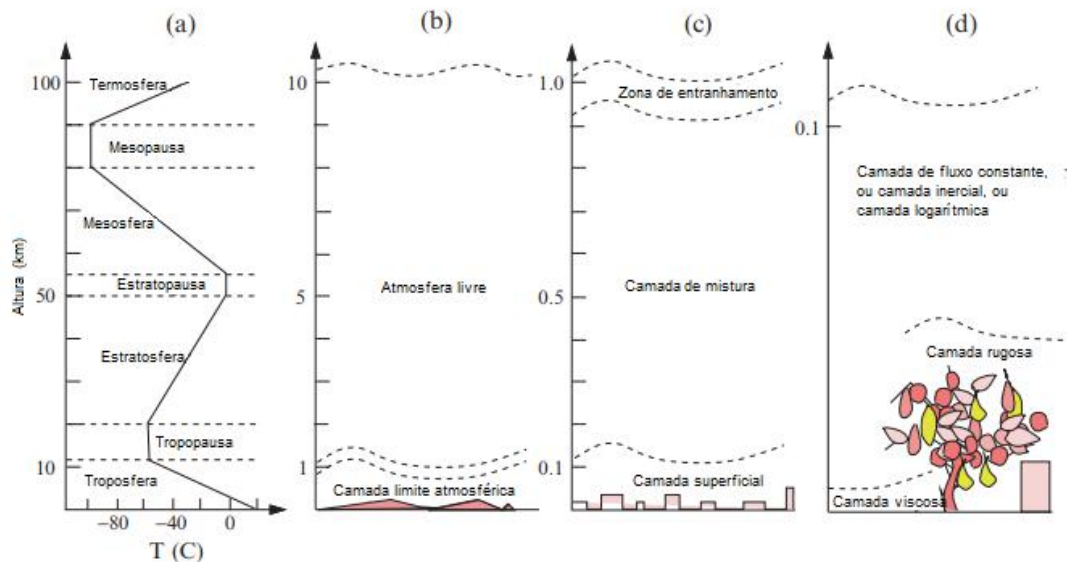 (a)
(b)
(c)
(d)
Altura (km)
100
50
10
Termosfera
Mesopausa
Mesosfera
Estratopausa
Estratosfera
Tropopausa
Troposfera
−80
−40
0
T (C)
10
5
1
Atmosfera livre
Camada limite atmosférica
1.0
0.5
0.1
Zona de entranhamento
Camada de mistura
Camada superficial
0.1
Camada de fluxo constante,
ou camada inercial, ou
camada logarítmica
Camada rugosa
Camada viscosa